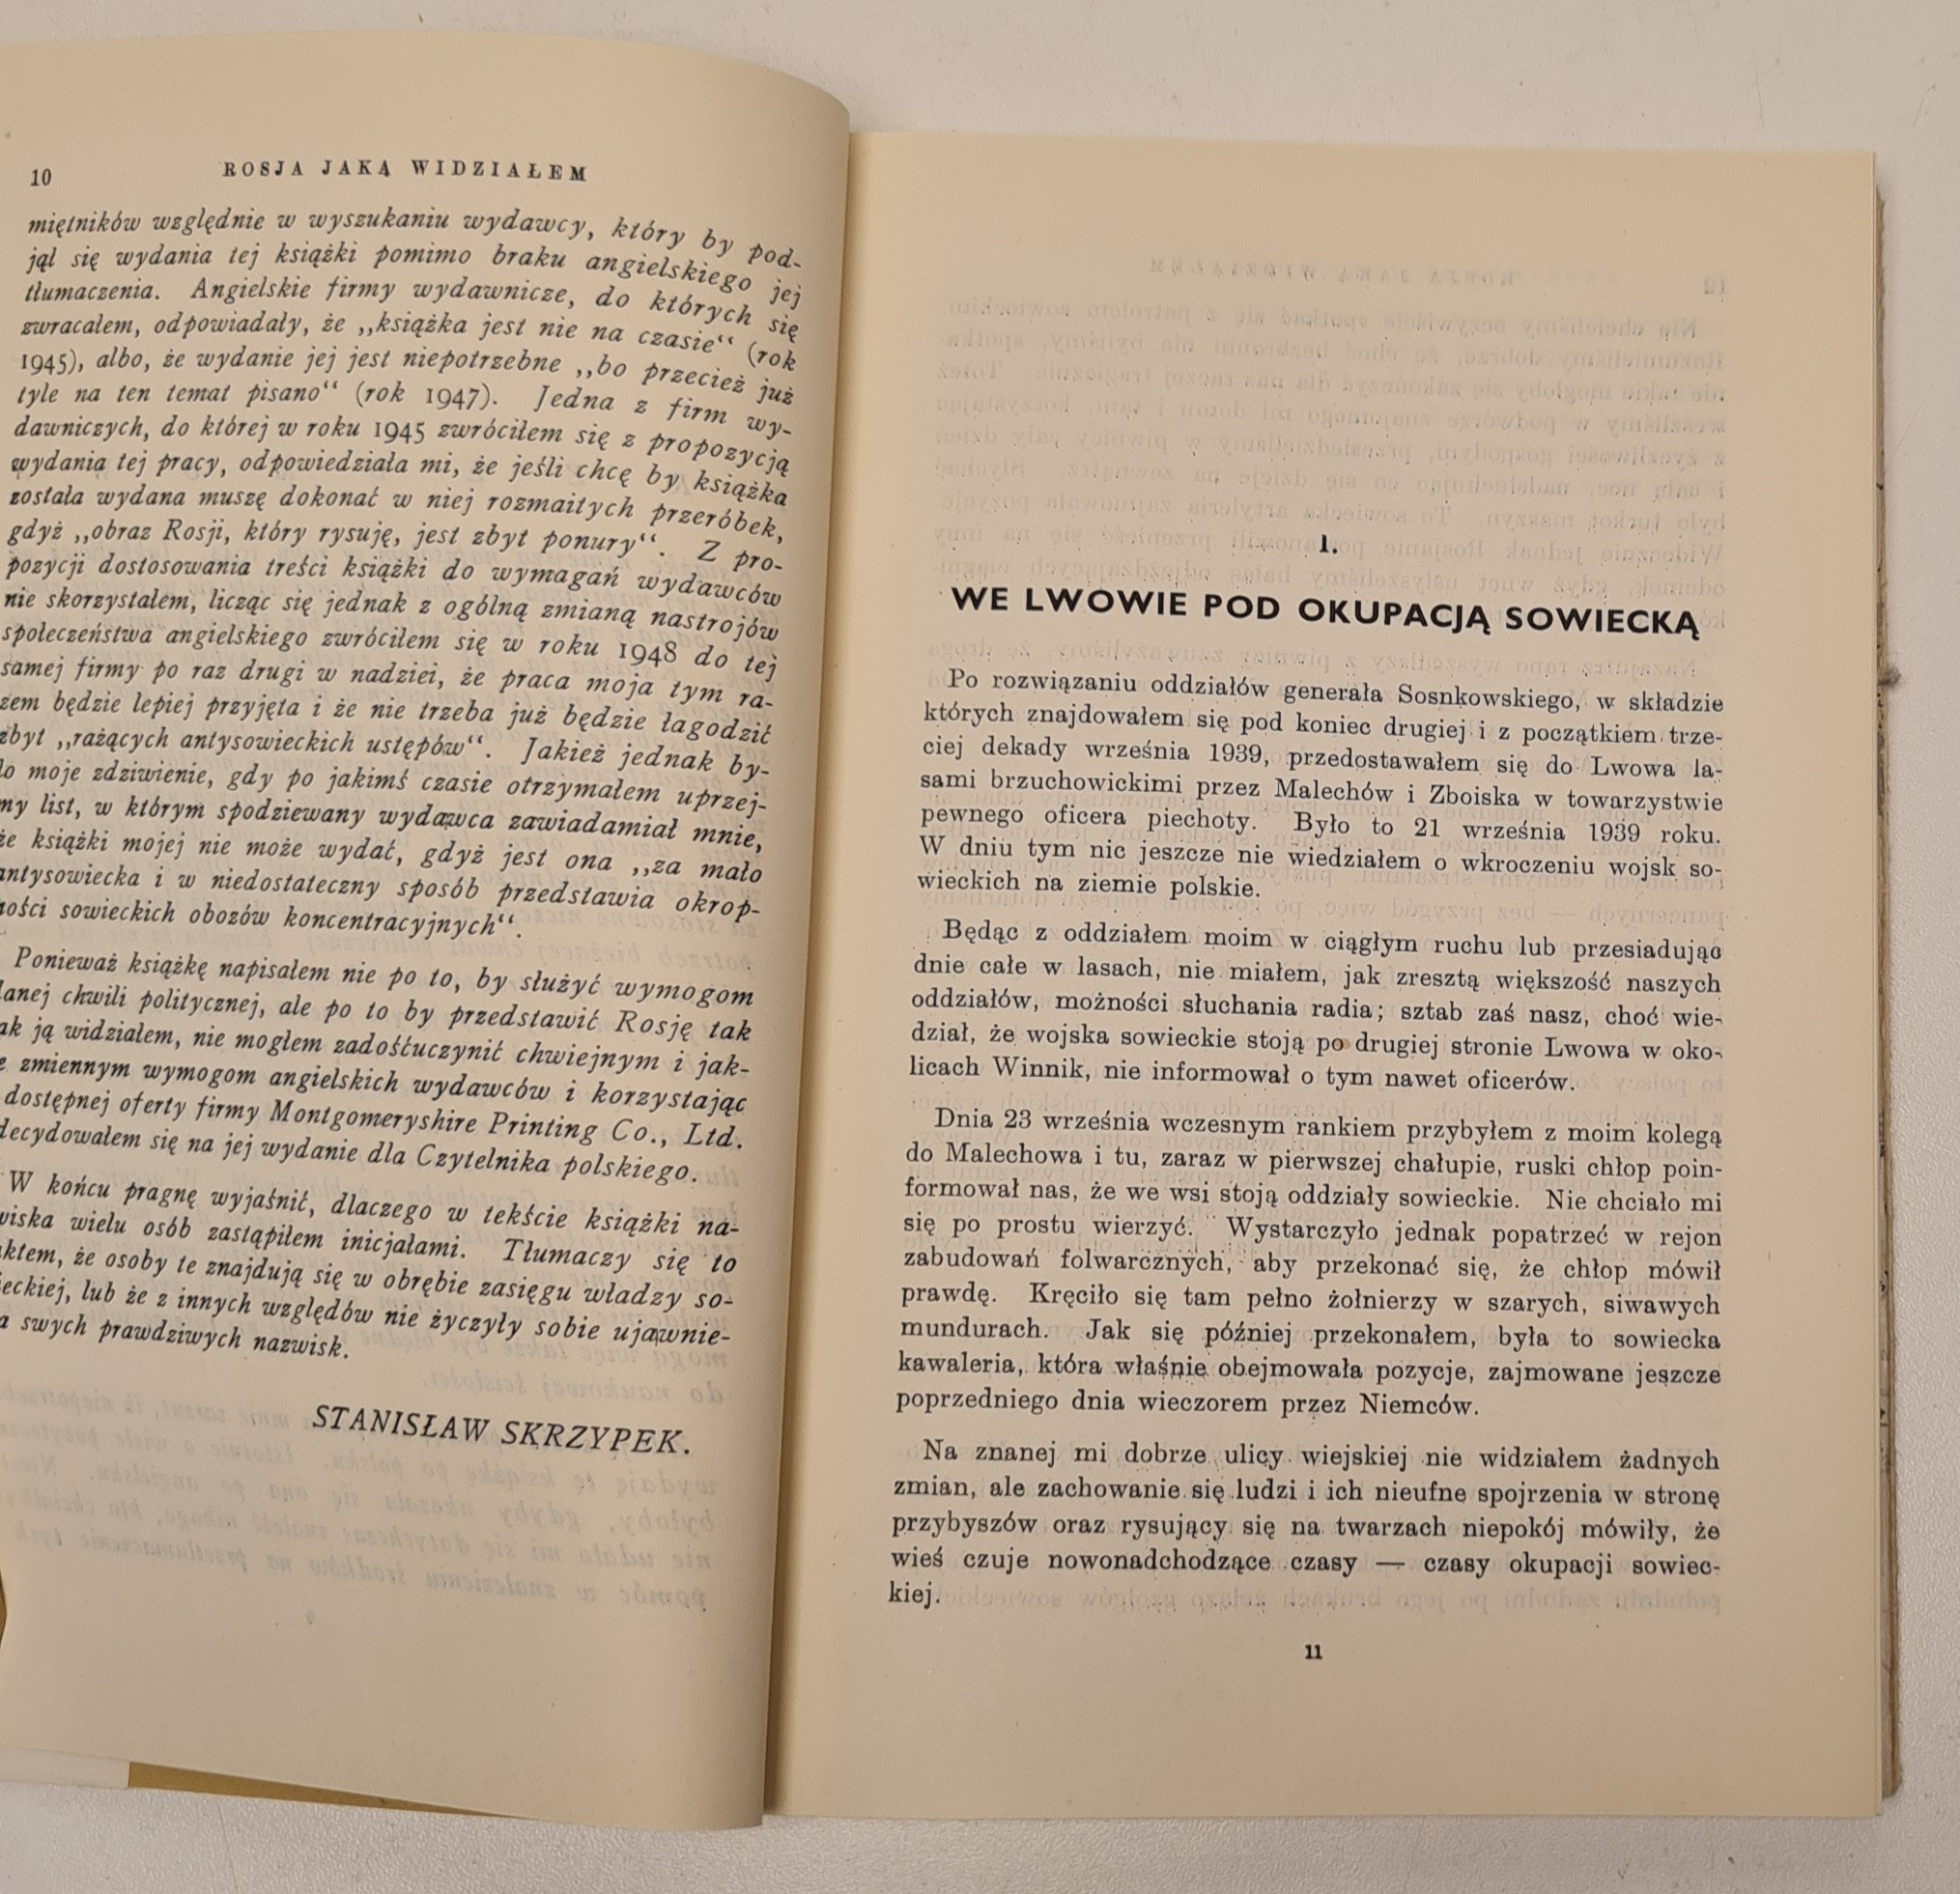 10
ROSJA JAKĄ WIDZIAŁEM
miętników względnie w wyszukaniu wydawcy, który by pod-
jął się wydania tej książki pomimo braku angielskiego jej
tłumaczenia. Angielskie firmy wydawnicze, do których się
zwracałem, odpowiadały, że ,,książka jest nie na czasie“ (rok
1945), albo, że wydanie jej jest niepotrzebne ,,bo przecież już
tyle na ten temat pisano“ (rok 1947). Jedna z firm wy-
dawniczych, do której w roku 1945 zwróciłem się z propozycją
wydania tej pracy, odpowiedziała mi, że jeśli chcę by książka
została wydana muszę dokonać w niej rozmaitych przeróbek,
gdyż ,,obraz Rosji, który rysuję, jest zbyt ponury“. Z pro-
pozycji dostosowania treści książki do wymagań wydawców
nie skorzystałem, licząc się jednak z ogólną zmianą nastrojów
społeczeństwa angielskiego zwróciłem się w roku 1948 do tej
samej firmy po raz drugi w nadziei, że praca moja tym ra-
zem będzie lepiej przyjęta i że nie trzeba już będzie łagodzić
zbyt ,,rażących antysowieckich ustępów“. Jakież jednak by-
ło moje zdziwienie, gdy po jakimś czasie otrzymałem uprzej-
my list, w którym spodziewany wydawca zawiadamiał mnie,
że książki mojej nie może wydać, gdyż jest ona ,,za mało
antysowiecka i w niedostateczny sposób przedstawia okrop-
ności sowieckich obozów koncentracyjnych“.
Ponieważ książkę napisałem nie po to, by służyć wymogom
danej chwili politycznej, ale po to by przedstawić Rosję tak
jak ją widziałem, nie mogłem zadośćuczynić chwiejnym i jak-
że zmiennym wymogom angielskich wydawców i korzystając
dostępnej oferty firmy Montgomeryshire Printing Co., Ltd.
decydowałem się na jej wydanie dla Czytelnika polskiego.
W końcu pragnę wyjaśnić, dlaczego w tekście książki na-
wiska wielu osób zastąpiłem inicjałami. Tłumaczy się to
aktem, że osoby te znajdują się w obrębie zasięgu władzy so-
ieckiej, lub że z innych względów nie życzyły sobie ujawnie-
a swych prawdziwych nazwisk.
STANISŁAW SKRZYPEK.
I.
WE LWOWIE POD OKUPACJĄ SOWIECKĄ
Po rozwiązaniu oddziałów generała Sosnkowskiego, w składzie
których znajdowałem się pod koniec drugiej i z początkiem trze-
ciej dekady września 1939, przedostawałem się do Lwowa la-
sami brzuchowickimi przez Malechów i Zboiska w towarzystwie
pewnego oficera piechoty. Było to 21 września 1939 roku.
W dniu tym nic jeszcze nie wiedziałem o wkroczeniu wojsk so-
wieckich na ziemie polskie.
Będąc z oddziałem moim w ciągłym ruchu lub przesiadując
dnie całe w lasach, nie miałem, jak zresztą większość naszych
oddziałów, możności słuchania radia; sztab zaś nasz, choć wie-
dział, że wojska sowieckie stoją po drugiej stronie Lwowa w oko-
licach Winnik, nie informował o tym nawet oficerów.
Dnia 23 września wczesnym rankiem przybyłem z moim kolegą
do Malechowa i tu, zaraz w pierwszej chałupie, ruski chłop poin-
formował nas, że we wsi stoją oddziały sowieckie. Nie chciało mi
się po prostu wierzyć. Wystarczyło jednak popatrzeć w rejon
zabudowań folwarcznych, aby przekonać się, że chłop mówił
prawdę. Kręciło się tam pełno żołnierzy w szarych, siwawych
mundurach. Jak się później przekonałem, była to sowiecka
kawaleria, która właśnie obejmowała pozycje, zajmowane jeszcze
poprzedniego dnia wieczorem przez Niemców.
Na znanej mi dobrze ulicy wiejskiej nie widziałem żadnych
zmian, ale zachowanie się ludzi i ich nieufne spojrzenia w stronę
przybyszów oraz rysujący się na twarzach niepokój mówiły, że
wieś czuje nowonadchodzące czasy — czasy okupacji sowiec-
kiej.
11